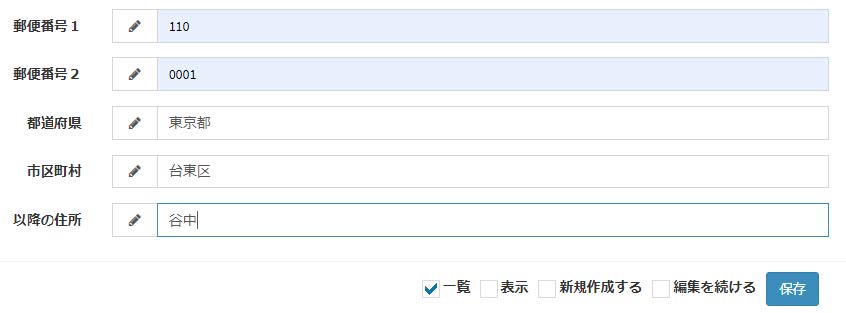 郵便番号１ 110
郵便番号２ 0001
都道府県 東京都
市区町村 台東区
以降の住所 谷中
一覧 表示 新規作成する 編集を続ける 保存